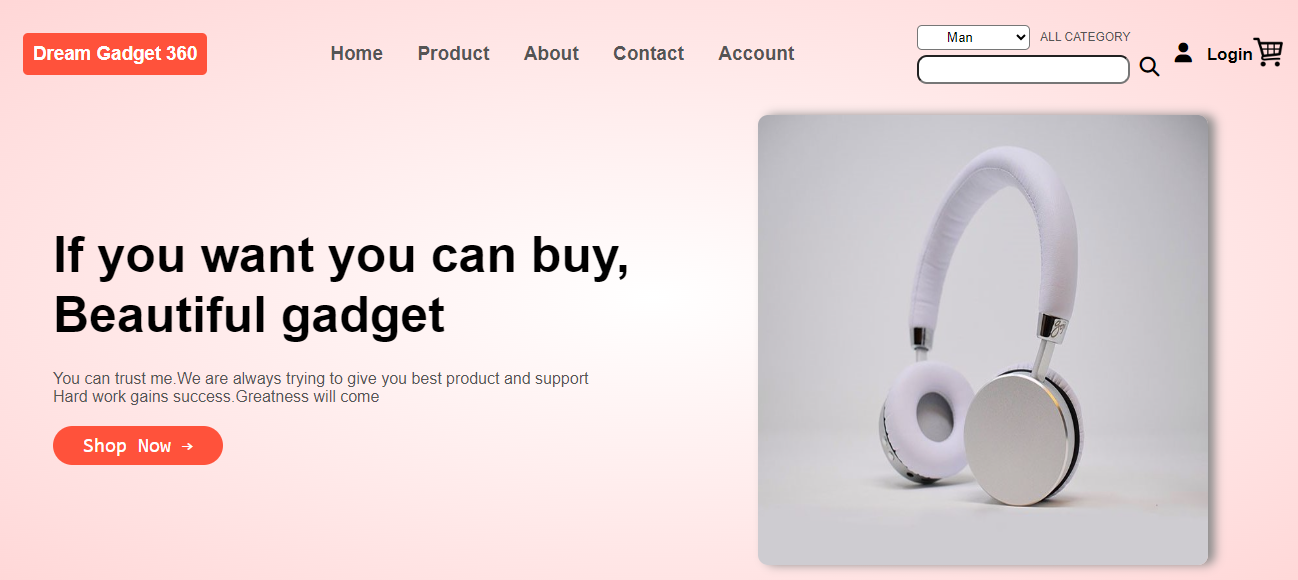 Dream Gadget 360
Home
Product
About
Contact
Account
Man
ALL CATEGORY
Login
If you want you can buy,
Beautiful gadget
You can trust me.We are always trying to give you best product and support
Hard work gains success.Greatness will come
Shop Now →